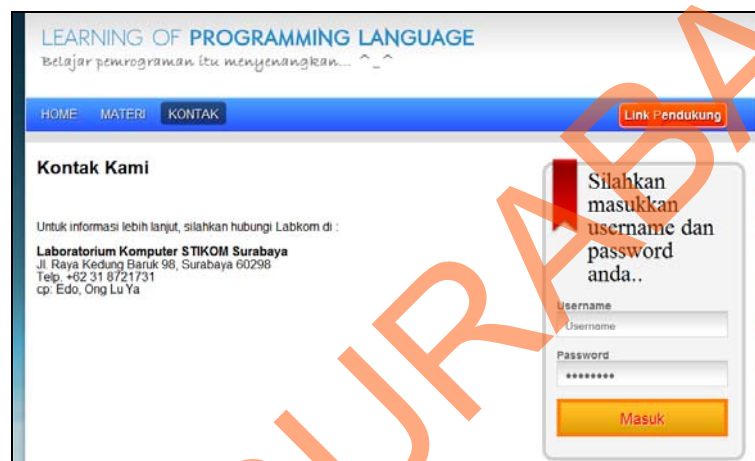 LEARNING OF PROGRAMMING LANGUAGE
Belajar pemrograman itu menyenangkan... ^_^
HOME MATERI KONTAK Link Pendukung
Kontak Kami
Untuk informasi lebih lanjut, silahkan hubungi Labkom di :
Laboratorium Komputer STIKOM Surabaya
Jl. Raya Kedung Baruk 98, Surabaya 60298
Telp. +62 31 8721731
cp: Edo, Ong Lu Ya
Silahkan
masukkan
username dan
password
anda..
Username
Username
Password
••••••••
Masuk
SURABA